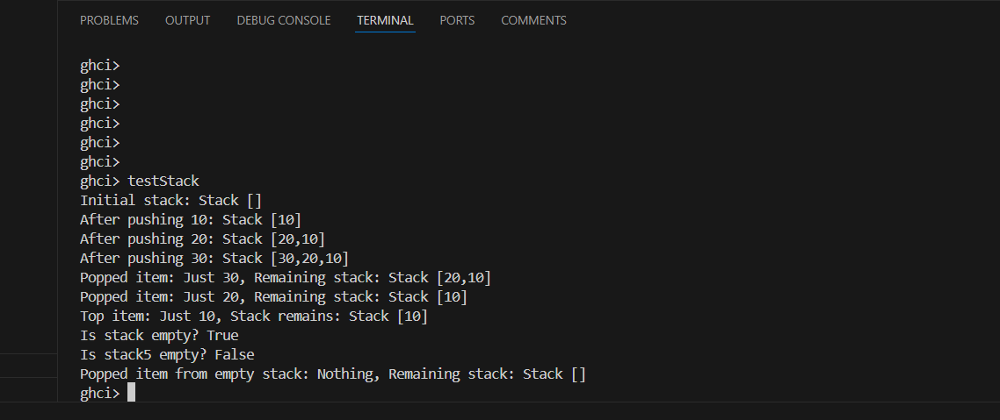 PROBLEMS OUTPUT DEBUG CONSOLE TERMINAL PORTS COMMENTS
ghci>
ghci>
ghci>
ghci>
ghci>
ghci>
ghci> testStack
Initial stack: Stack []
After pushing 10: Stack [10]
After pushing 20: Stack [20,10]
After pushing 30: Stack [30,20,10]
Popped item: Just 30, Remaining stack: Stack [20,10]
Popped item: Just 20, Remaining stack: Stack [10]
Top item: Just 10, Stack remains: Stack [10]
Is stack empty? True
Is stack5 empty? False
Popped item from empty stack: Nothing, Remaining stack: Stack []
ghci>